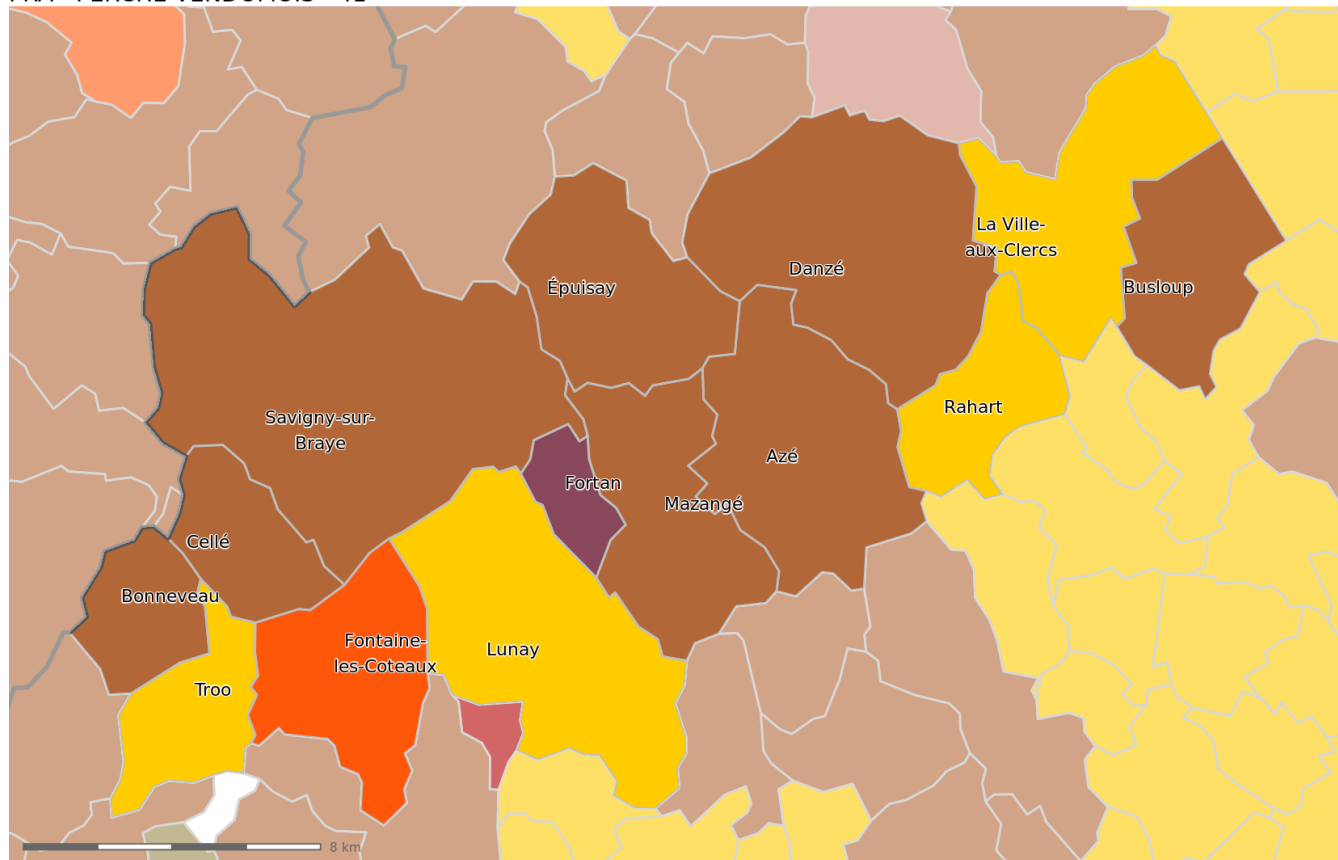 La Ville-
aux-Clercs
Danzé
Épuisay
Busloup
Rahart
Savigny-sur-
Braye
Azé
Fortan
Mazangé
Cellé
Bonneveau
Fontaine-
les-Coteaux
Lunay
Troo
8 km